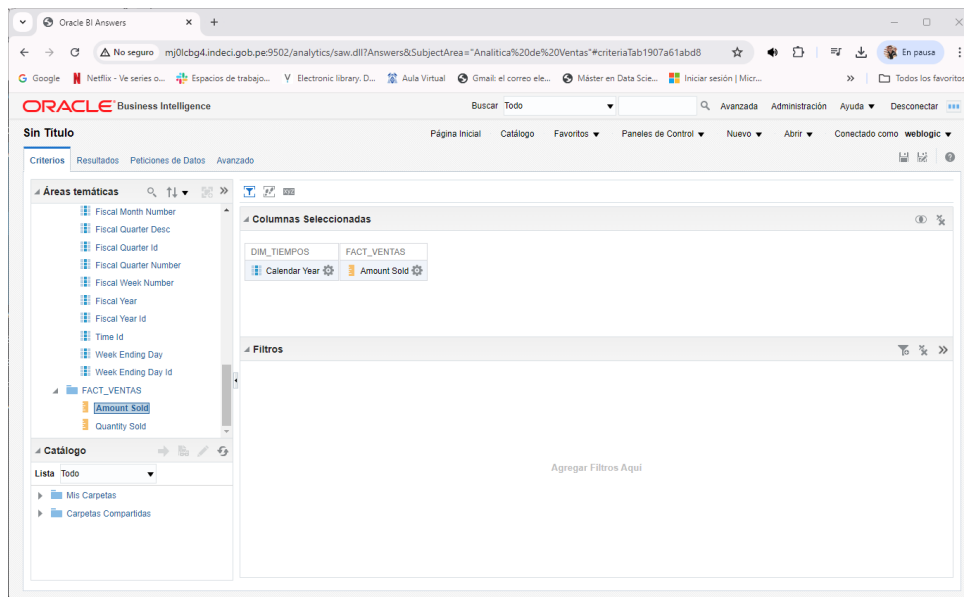 Oracle BI Answers
No seguro mj0lcbg4.indeci.gob.pe:9502/analytics/saw.dll?Answers&SubjectArea="Analitica%20de%20Ventas"#criteriaTab1907a61abd8 En pausa
Google Netflix - Ve series o... Espacios de trabajo... Electronic library. D... Aula Virtual Gmail: el correo ele... Máster en Data Scie... Iniciar sesión | Micr... » Todos los favoritos
ORACLE Business Intelligence Buscar Todo Avanzada Administración Ayuda Desconectar
Sin Título Página Inicial Catálogo Favoritos Paneles de Control Nuevo Abrir Conectado como weblogic
Criterios Resultados Peticiones de Datos Avanzado
Áreas temáticas
Fiscal Month Number
Fiscal Quarter Desc
Fiscal Quarter Id
Fiscal Quarter Number
Fiscal Week Number
Fiscal Year
Fiscal Year Id
Time Id
Week Ending Day
Week Ending Day Id
FACT_VENTAS
Amount Sold
Quantity Sold
Catálogo
Lista Todo
Mis Carpetas
Carpetas Compartidas
XYZ
Columnas Seleccionadas
DIM_TIEMPOS FACT_VENTAS
Calendar Year Amount Sold
Filtros
Agregar Filtros Aquí